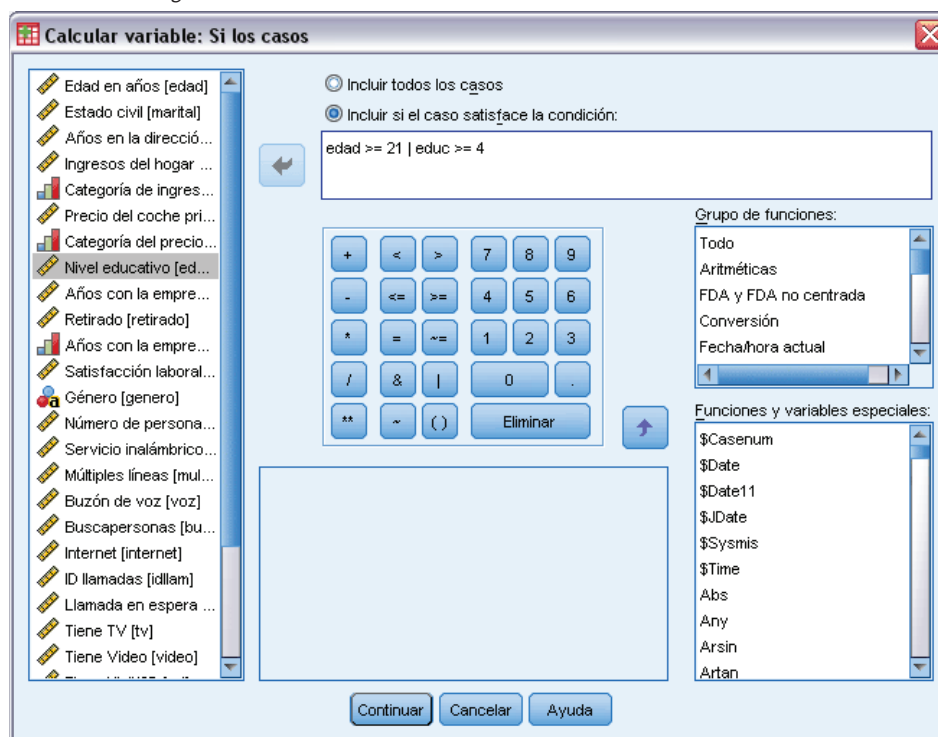 Calcular variable: Si los casos
Edad en años [edad]
Estado civil [marital]
Años en la direcció...
Ingresos del hogar ...
Categoría de ingres...
Precio del coche pri...
Categoría del precio...
Nivel educativo [ed...
Años con la empre...
Retirado [retirado]
Años con la empre...
Satisfacción laboral...
Género [genero]
Número de persona...
Servicio inalámbrico...
Múltiples líneas [mul...
Buzón de voz [voz]
Buscapersonas [bu...
Internet [internet]
ID llamadas [idllam]
Llamada en espera ...
Tiene TV [tv]
Tiene Video [video]
Incluir todos los casos
Incluir si el caso satisface la condición:
edad >= 21 | educ >= 4
+ < > 7 8 9
- <= >= 4 5 6
* = ~= 1 2 3
/ & | 0 .
** ~ ( ) Eliminar
Grupo de funciones:
Todo
Aritméticas
FDA y FDA no centrada
Conversión
Fecha/hora actual
Funciones y variables especiales:
$Casenum
$Date
$Date11
$JDate
$Sysmis
$Time
Abs
Any
Arsin
Artan
Continuar Cancelar Ayuda